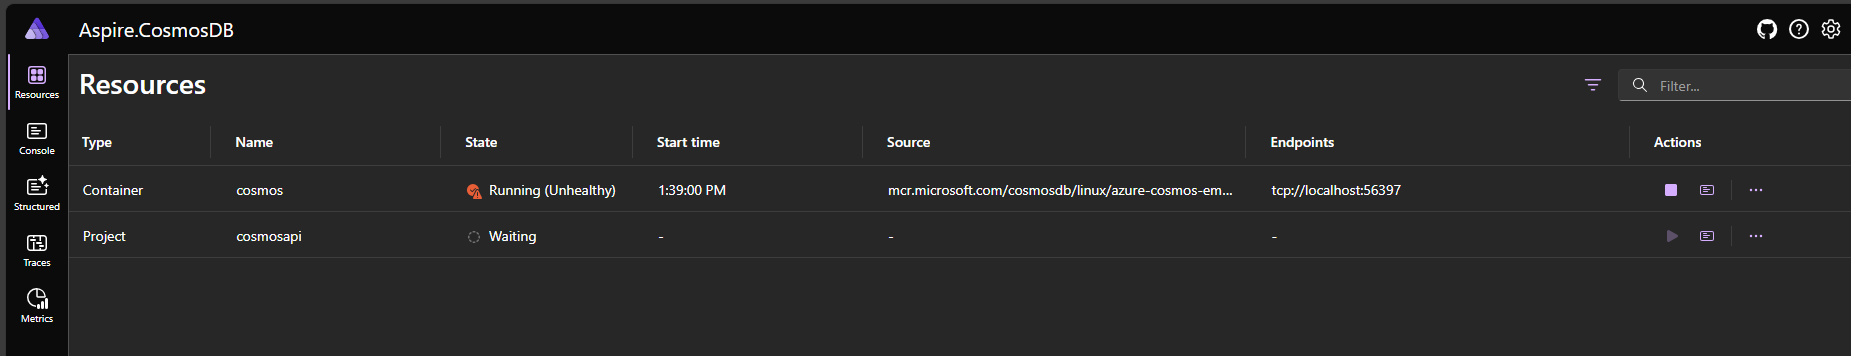 Aspire.CosmosDB
Resources
Resources
Filter...
Console
Structured
Traces
Metrics
Type Name State Start time Source Endpoints Actions
Container cosmos Running (Unhealthy) 1:39:00 PM mcr.microsoft.com/cosmosdb/linux/azure-cosmos-em... tcp://localhost:56397
Project cosmosapi Waiting - - -